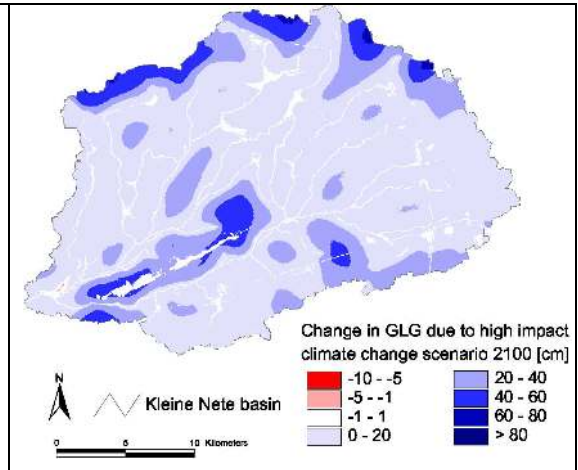 Change in GLG due to high impact
climate change scenario 2100 [cm]
-10 - -5
-5 - -1
-1 - 1
0 - 20
20 - 40
40 - 60
60 - 80
> 80
N
Kleine Nete basin
0 5 10 Kilometers